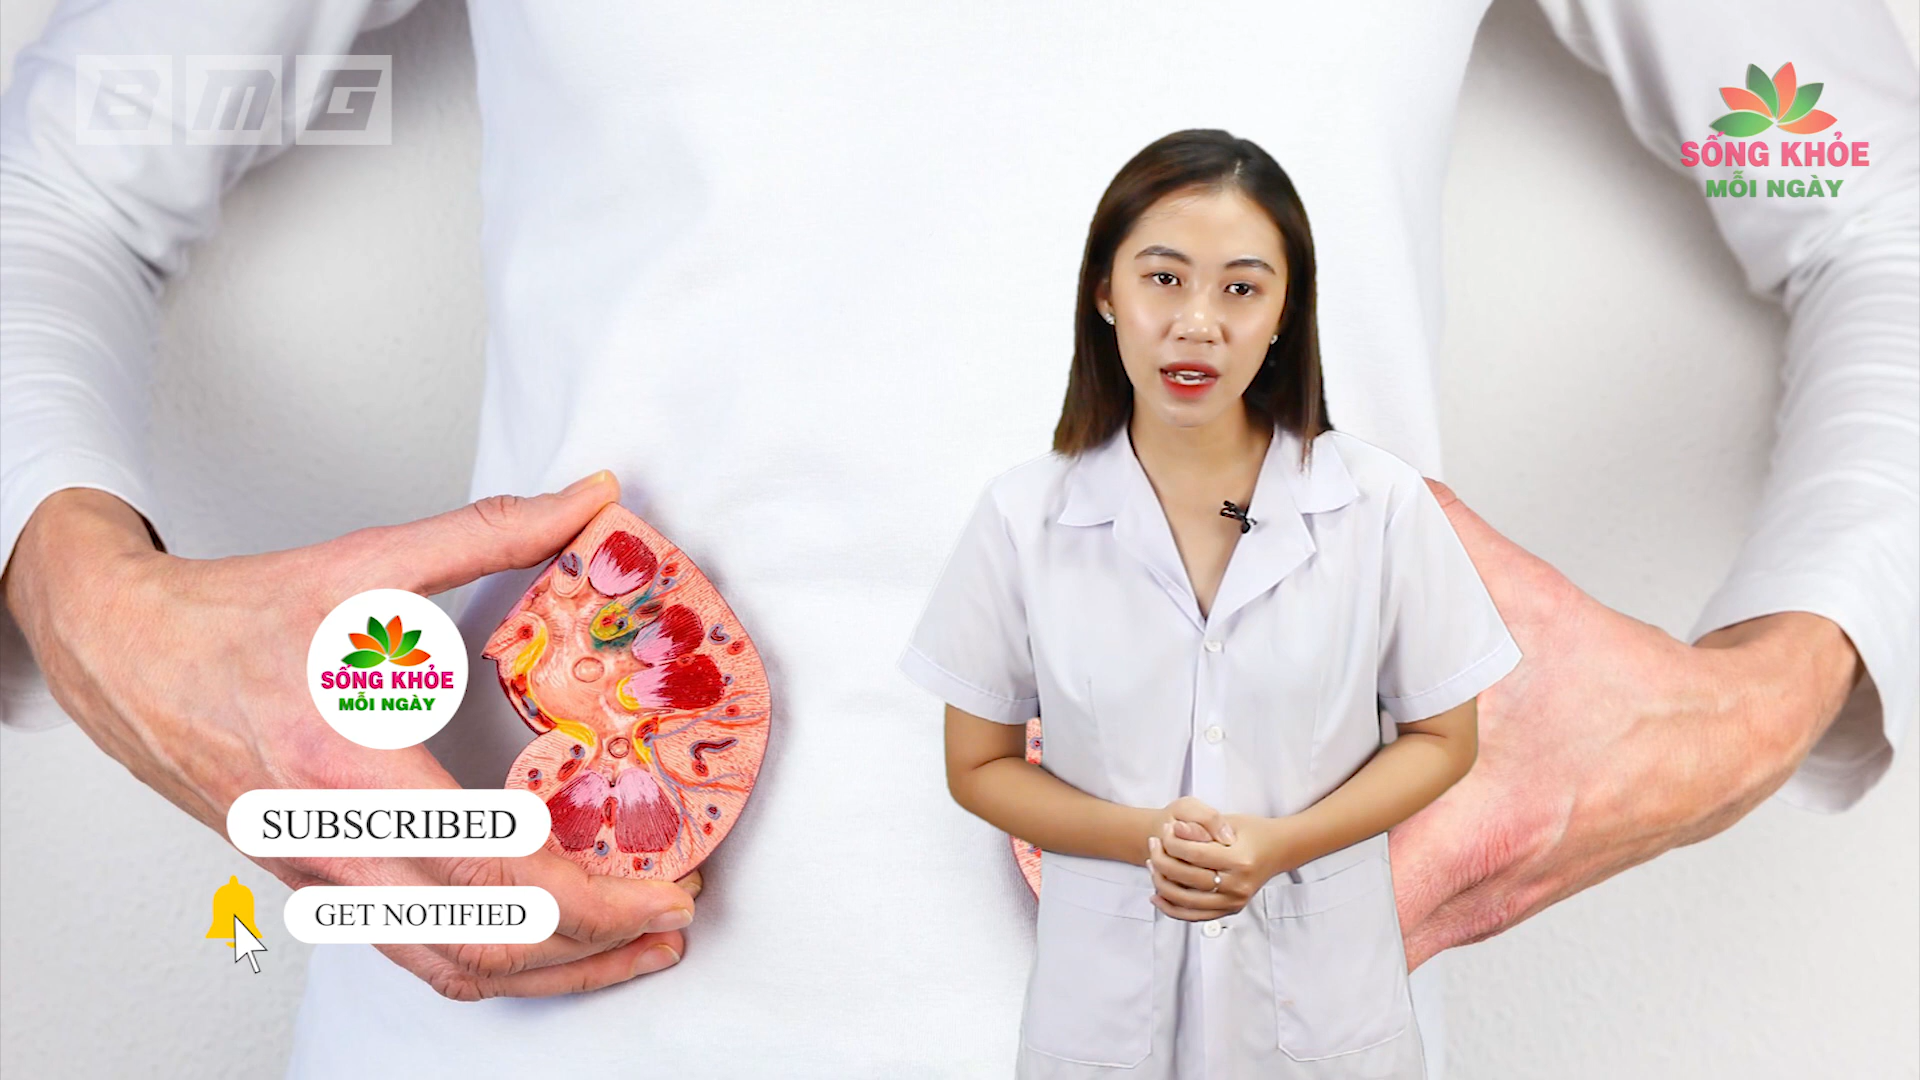 BMG
SỐNG KHỎE
MỖI NGÀY
SỐNG KHỎE
MỖI NGÀY
SUBSCRIBED
GET NOTIFIED